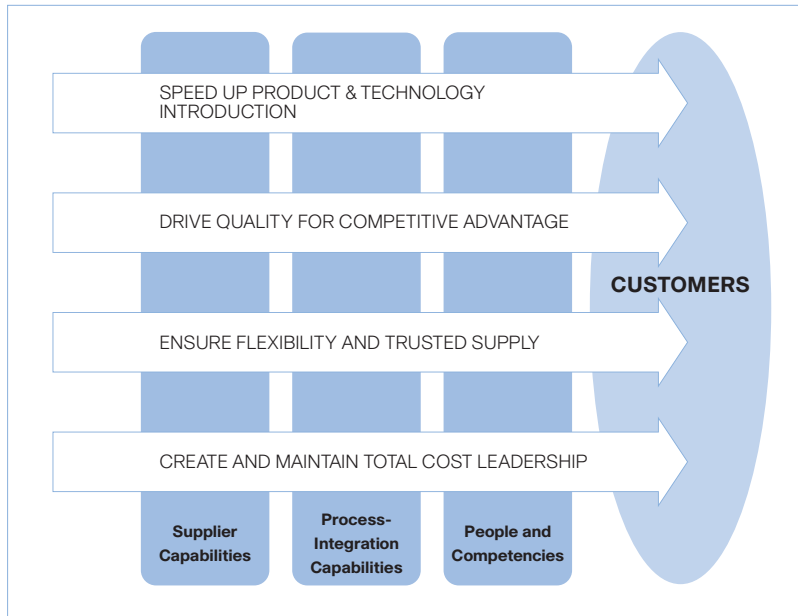 SPEED UP PRODUCT & TECHNOLOGY
INTRODUCTION
DRIVE QUALITY FOR COMPETITIVE ADVANTAGE
CUSTOMERS
ENSURE FLEXIBILITY AND TRUSTED SUPPLY
CREATE AND MAINTAIN TOTAL COST LEADERSHIP
Supplier
Capabilities
Process-
Integration
Capabilities
People and
Competencies